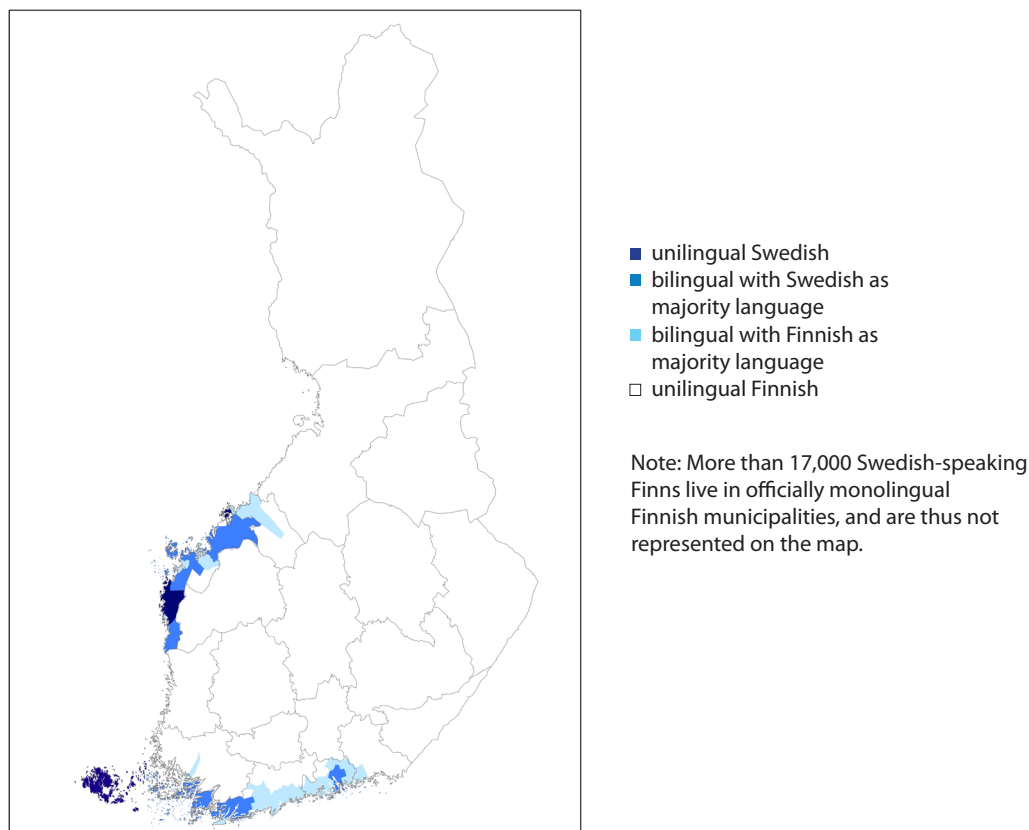 unilingual Swedish
bilingual with Swedish as
majority language
bilingual with Finnish as
majority language
unilingual Finnish
Note: More than 17,000 Swedish-speaking
Finns live in officially monolingual
Finnish municipalities, and are thus not
represented on the map.